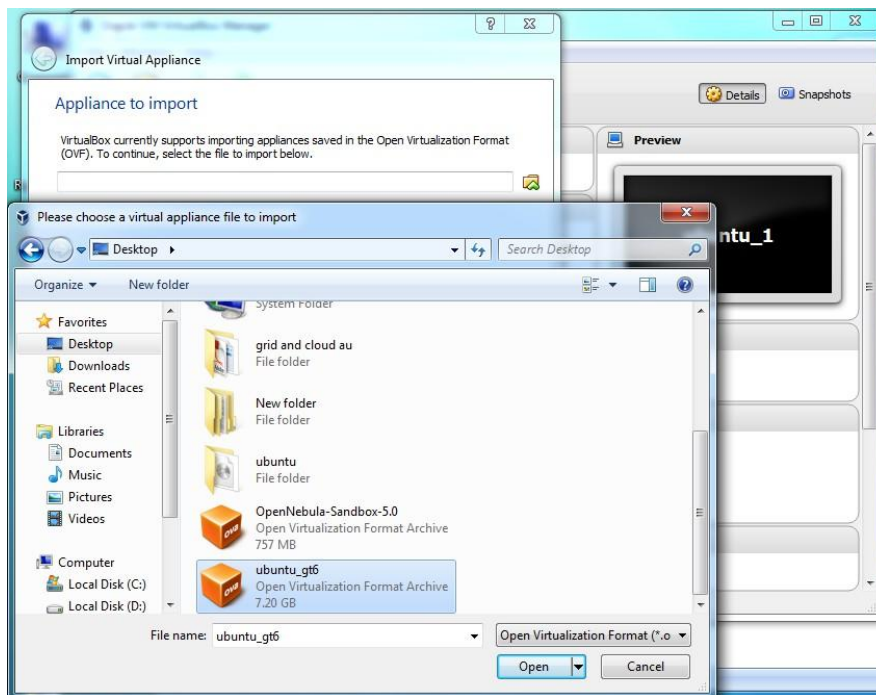 Import Virtual Appliance
Details
Snapshots
Appliance to import
VirtualBox currently supports importing appliances saved in the Open Virtualization Format
(OVF). To continue, select the file to import below.
Preview
ntu_1
Please choose a virtual appliance file to import
Desktop
Search Desktop
Organize
New folder
Favorites
Desktop
Downloads
Recent Places
Libraries
Documents
Music
Pictures
Videos
Computer
Local Disk (C:)
Local Disk (D:)
System Folder
grid and cloud au
File folder
New folder
File folder
ubuntu
File folder
OpenNebula-Sandbox-5.0
Open Virtualization Format Archive
757 MB
ubuntu_gt6
Open Virtualization Format Archive
7.20 GB
File name: ubuntu_gt6
Open Virtualization Format (*.o
Open
Cancel